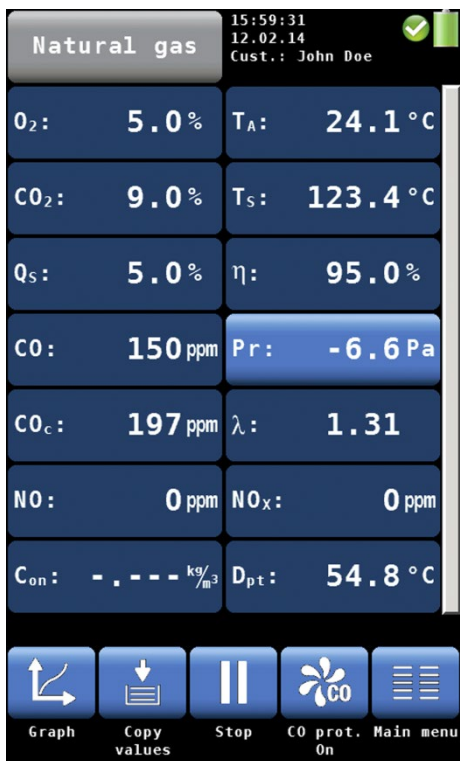 Natural gas
15:59:31
12.02.14
Cust.: John Doe
O₂: 5.0% Tᴀ: 24.1°C
CO₂: 9.0% Ts: 123.4°C
Qs: 5.0% η: 95.0%
CO: 150 ppm Pr: -6.6 Pa
COc: 197 ppm λ: 1.31
NO: 0 ppm NOx: 0 ppm
Con: -.--- kg/m³ Dpt: 54.8°C
CO
Graph Copy values Stop CO prot. On Main menu